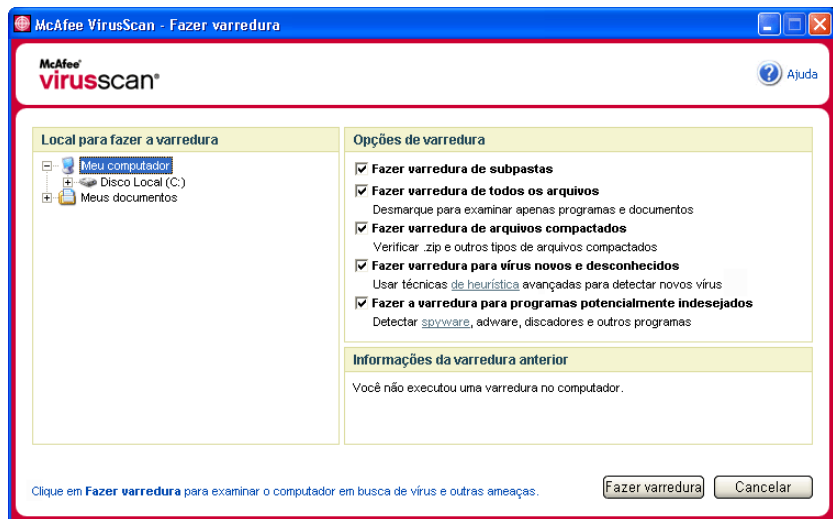 McAfee VirusScan - Fazer varredura
McAfee
virusscan
Ajuda
Local para fazer a varredura
Meu computador
Disco Local (C:)
Meus documentos
Opções de varredura
Fazer varredura de subpastas
Fazer varredura de todos os arquivos
Desmarque para examinar apenas programas e documentos
Fazer varredura de arquivos compactados
Verificar .zip e outros tipos de arquivos compactados
Fazer varredura para vírus novos e desconhecidos
Usar técnicas de heurística avançadas para detectar novos vírus
Fazer a varredura para programas potencialmente indesejados
Detectar spyware, adware, discadores e outros programas
Informações da varredura anterior
Você não executou uma varredura no computador.
Clique em Fazer varredura para examinar o computador em busca de vírus e outras ameaças.
Fazer varredura
Cancelar